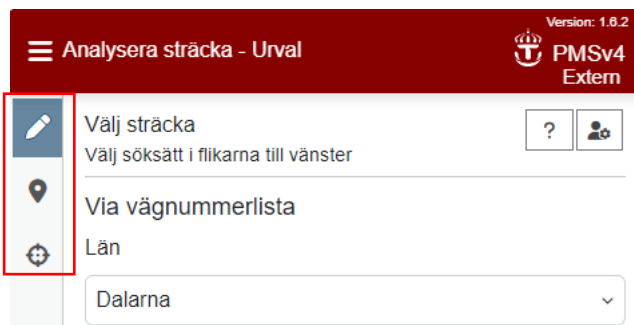 Version: 1.6.2
Analysera sträcka - Urval
PMSv4
Extern
Välj sträcka
Välj söksätt i flikarna till vänster
?
Via vägnummerlista
Län
Dalarna